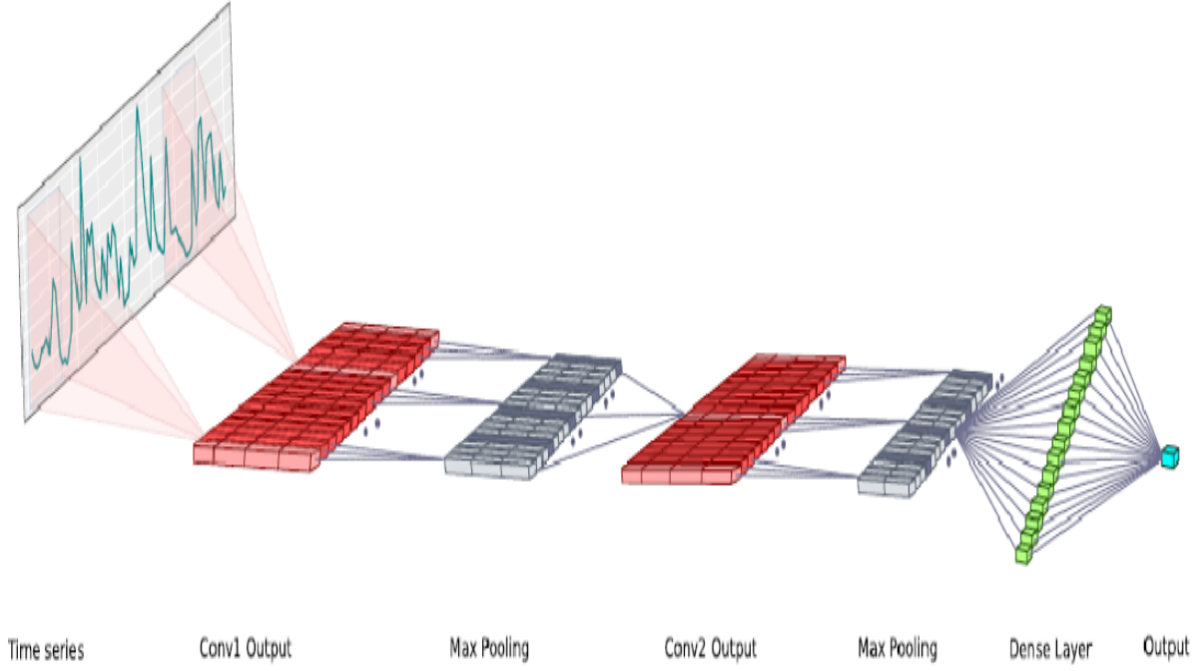 Time series
Conv1 Output
Max Pooling
Conv2 Output
Max Pooling
Dense Layer
Output